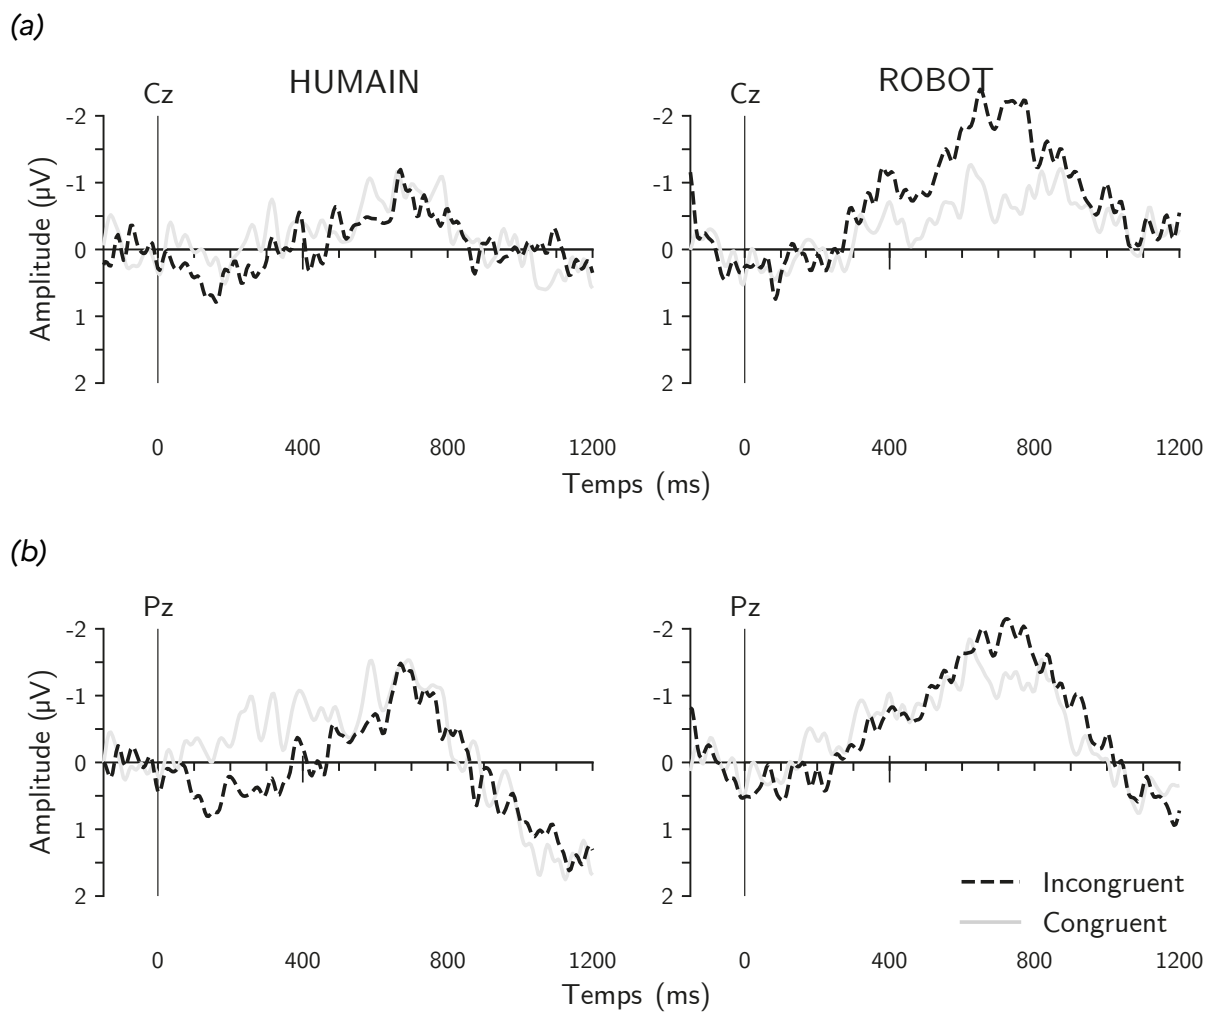 (a)
HUMAIN
ROBOT
Cz
Cz
-2
-1
0
1
2
Amplitude (μV)
-2
-1
0
1
2
0 400 800 1200
0 400 800 1200
Temps (ms)
(b)
Pz
Pz
-2
-1
0
1
2
Amplitude (μV)
-2
-1
0
1
2
Incongruent
Congruent
0 400 800 1200
0 400 800 1200
Temps (ms)